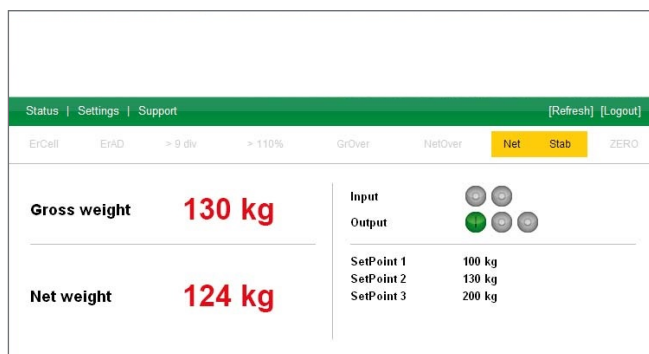 Status | Settings | Support [Refresh] [Logout]
ErCell ErAD > 9 div > 110% GrOver NetOver Net Stab ZERO
Gross weight 130 kg
Net weight 124 kg
Input
Output
SetPoint 1 100 kg
SetPoint 2 130 kg
SetPoint 3 200 kg